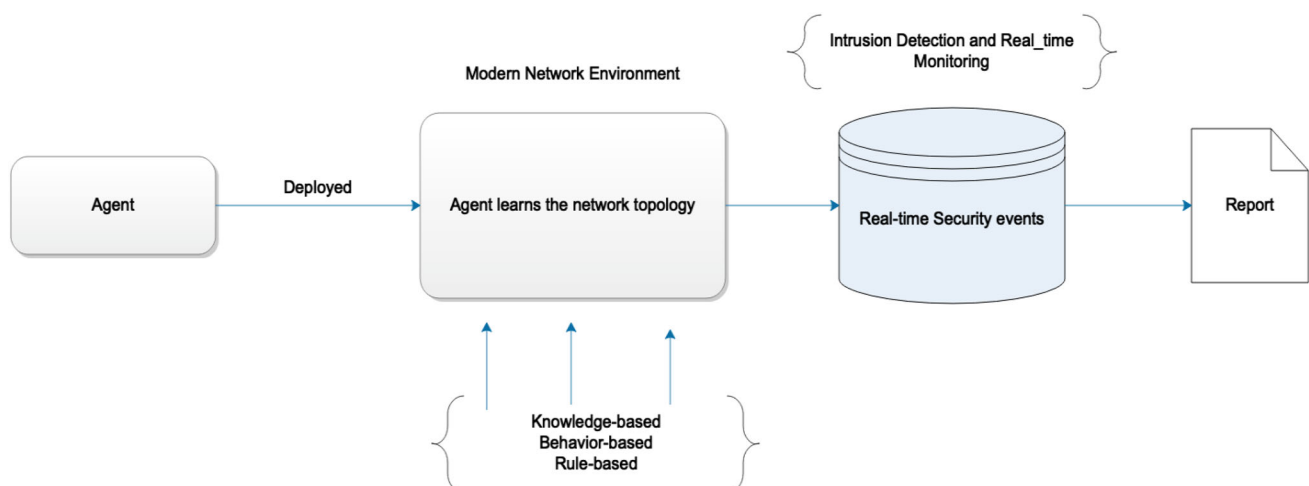 Intrusion Detection and Real_time
Monitoring
Modern Network Environment
Agent
Deployed
Agent learns the network topology
Real-time Security events
Report
Knowledge-based
Behavior-based
Rule-based